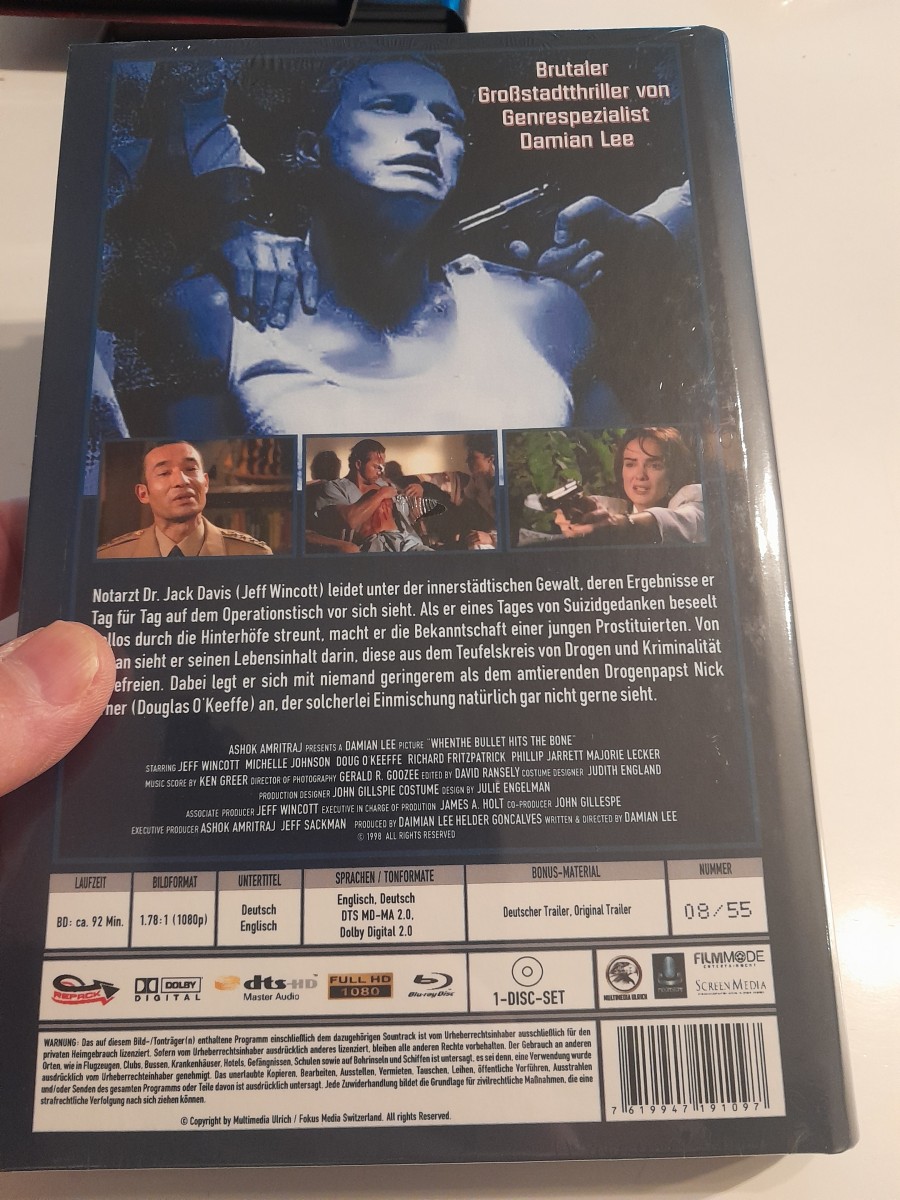 Brutaler
Großstadtthriller von
Genrespezialist
Damian Lee
Notarzt Dr. Jack Davis (Jeff Wincott) leidet unter der innerstädtischen Gewalt, deren Ergebnisse er
Tag für Tag auf dem Operationstisch vor sich sieht. Als er eines Tages von Suizidgedanken beseelt
llos durch die Hinterhöfe streunt, macht er die Bekanntschaft einer jungen Prostituierten. Von
an sieht er seinen Lebensinhalt darin, diese aus dem Teufelskreis von Drogen und Kriminalität
efreien. Dabei legt er sich mit niemand geringerem als dem amtierenden Drogenpapst Nick
ner (Douglas O'Keeffe) an, der solcherlei Einmischung natürlich gar nicht gerne sieht.
ASHOK AMRITRAJ PRESENTS A DAMIAN LEE PICTURE "WHENTHE BULLET HITS THE BONE"
STARRING JEFF WINCOTT MICHELLE JOHNSON DOUG O'KEEFFE RICHARD FITZPATRICK PHILLIP JARRETT MAJORIE LECKER
MUSIC SCORE BY KEN GREER DIRECTOR OF PHOTOGRAPHY GERALD R. GOOZEE EDITED BY DAVID RANSELY COSTUME DESIGNER JUDITH ENGLAND
PRODUCTION DESIGNER JOHN GILLSPIE COSTUME DESIGN BY JULIE ENGELMAN
ASSOCIATE PRODUCER JEFF WINCOTT EXECUTIVE IN CHARGE OF PRODUTION JAMES A. HOLT CO-PRODUCER JOHN GILLESPE
EXECUTIVE PRODUCER ASHOK AMRITRAJ JEFF SACKMAN PRODUCED BY DAIMIAN LEE HELDER GONCALVES WRITTEN & DIRECTED BY DAMIAN LEE
© 1998 ALL RIGHTS RESERVED
LAUFZEIT BILDFORMAT UNTERTITEL SPRACHEN / TONFORMATE BONUS-MATERIAL NUMMER
BD: ca. 92 Min. 1.78:1 (1080p) Deutsch Englisch, Deutsch Deutscher Trailer, Original Trailer 08/55
Englisch DTS MD-MA 2.0,
Dolby Digital 2.0
REPACK DOLBY DIGITAL dts-HD Master Audio FULL HD 1080 Blu-ray Disc 1-DISC-SET MULTIMEDIA ULRICH FILMMODE ENTERTAINMENT
SCREEN MEDIA
WARNUNG: Das auf diesem Bild-/Tonträger(n) enthaltene Programm einschließlich dem dazugehörigen Sountrack ist vom Urheberrechtsinhaber ausschließlich für den
privaten Heimgebrauch lizenziert. Sofern vom Urheberrechtsinhaber ausdrücklich anderes lizenziert, bleiben alle anderen Rechte vorbehalten. Der Gebrauch an anderen
Orten, wie in Flugzeugen, Clubs, Bussen, Krankenhäuser, Hotels, Gefängnissen, Schulen sowie auf Bohrinseln und Schiffen ist untersagt, es sei denn, eine Verwendung wurde
ausdrücklich vom Urheberrechteinhaber genehmigt. Das unerlaubte Kopieren, Bearbeiten, Ausstellen, Vermieten, Tauschen, Leihen, öffentliche Vorführen, Ausstrahlen
und/oder Senden des gesamten Programms oder Teile davon ist ausdrücklich untersagt. Jede Zuwiderhandlung bildet die Grundlage für zivilrechtliche Maßnahmen, die eine
strafrechtliche Verfolgung nach sich ziehen können.
© Copyright by Multimedia Ulrich / Fokus Media Switzerland. All rights Reserved.
7 619947 191097